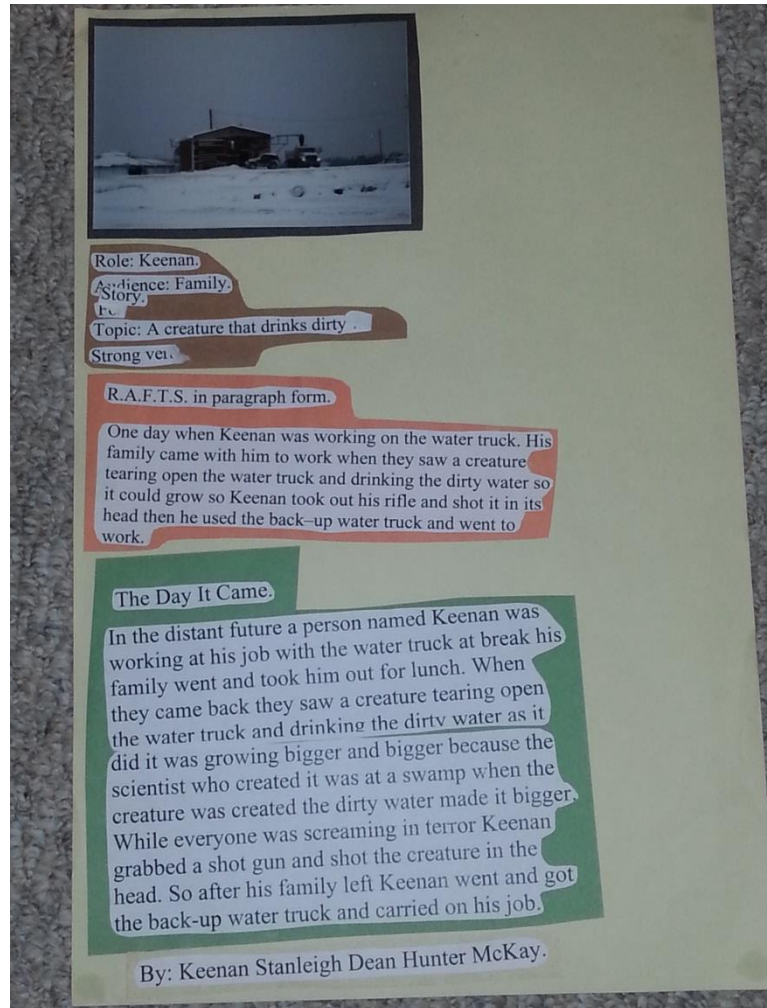 Role: Keenan.
Audience: Family.
Story.
Topic: A creature that drinks dirty
Strong
R.A.F.T.S. in paragraph form.
One day when Keenan was working on the water truck. His
family came with him to work when they saw a creature
tearing open the water truck and drinking the dirty water so
it could grow so Keenan took out his rifle and shot it in its
head then he used the back–up water truck and went to
work.
The Day It Came.
In the distant future a person named Keenan was
working at his job with the water truck at break his
family went and took him out for lunch. When
they came back they saw a creature tearing open
the water truck and drinking the dirty water as it
did it was growing bigger and bigger because the
scientist who created it was at a swamp when the
creature was created the dirty water made it bigger.
While everyone was screaming in terror Keenan
grabbed a shot gun and shot the creature in the
head. So after his family left Keenan went and got
the back-up water truck and carried on his job.
By: Keenan Stanleigh Dean Hunter McKay.